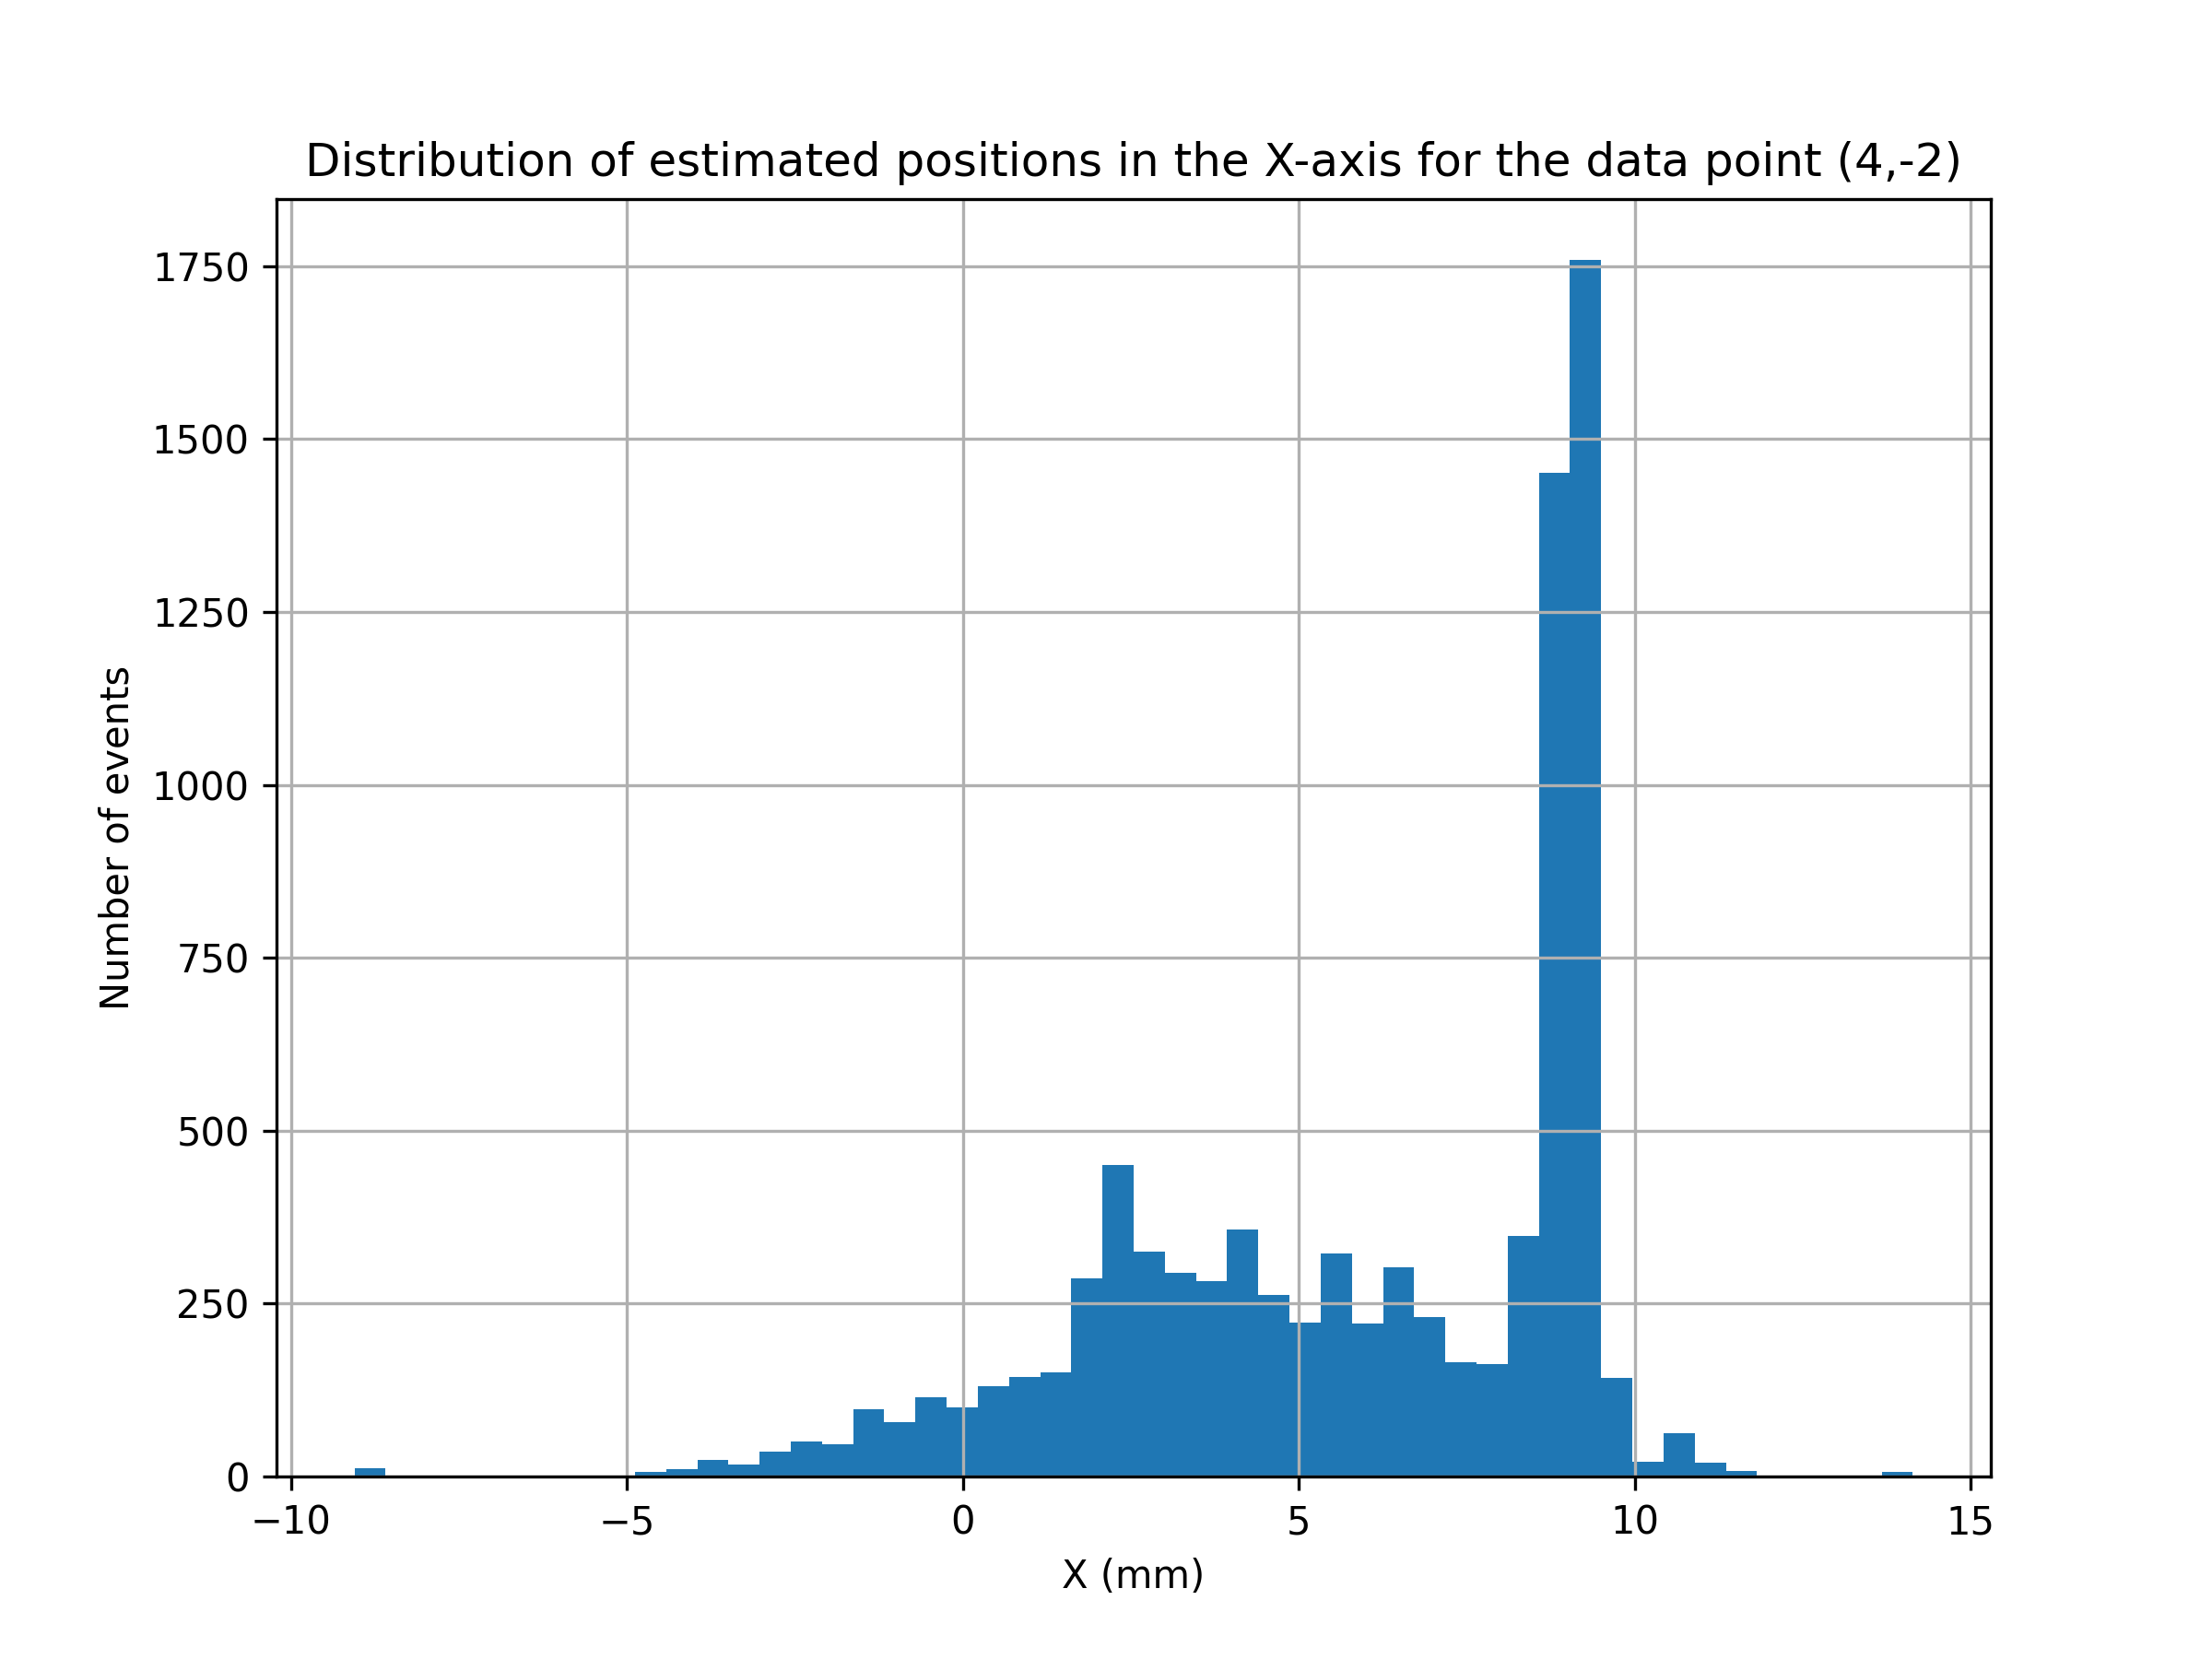 Distribution of estimated positions in the X-axis for the data point (4,-2)
1750
1500
1250
1000
750
500
250
0
Number of events
−10 −5 0 5 10 15
X (mm)